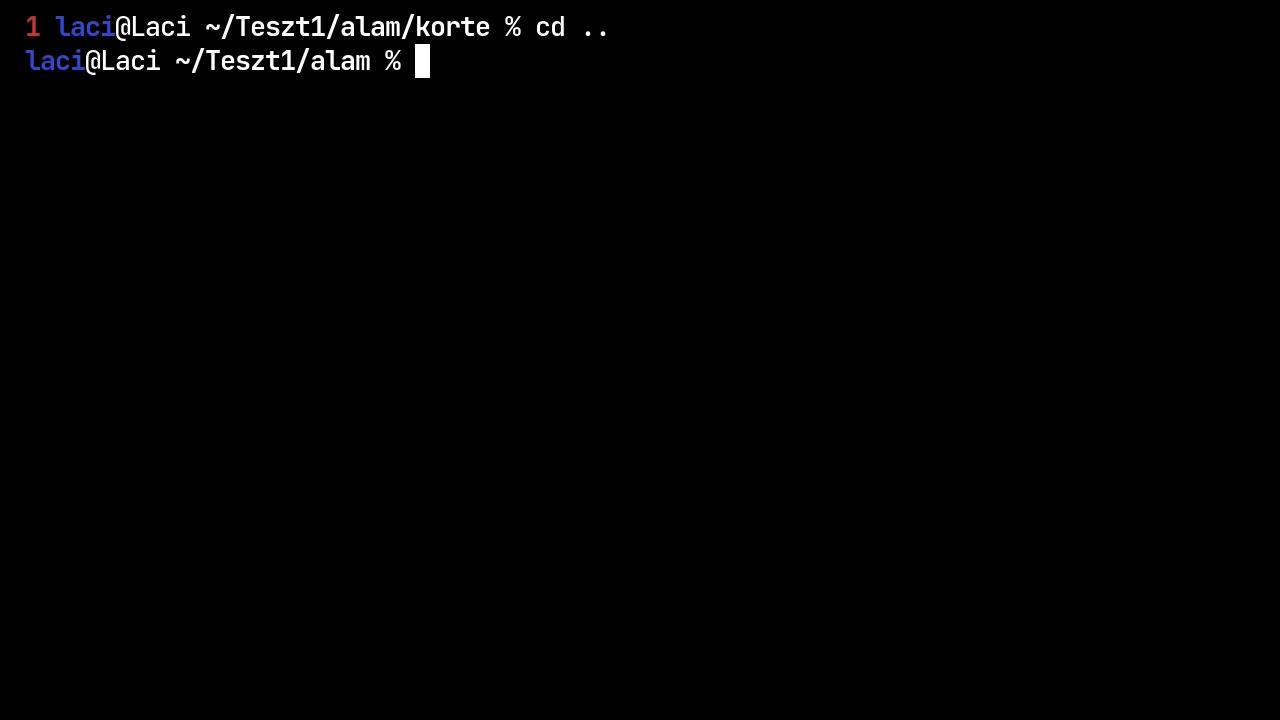 1 laci@Laci ~/Teszt1/alam/korte % cd ..
laci@Laci ~/Teszt1/alam %